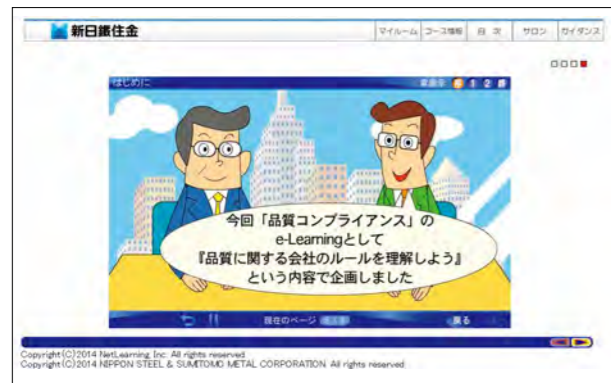 新日鐵住金
マイルーム コース情報 目 次 サロン ガイダンス
はじめに
1 2
今回「品質コンプライアンス」の
e-Learningとして
『品質に関する会社のルールを理解しよう』
という内容で企画しました
現在のページ
戻る
Copyright(C)2014 NetLearning, Inc. All rights reserved.
Copyright(C)2014 NIPPON STEEL & SUMITOMO METAL CORPORATION. All rights reserved.